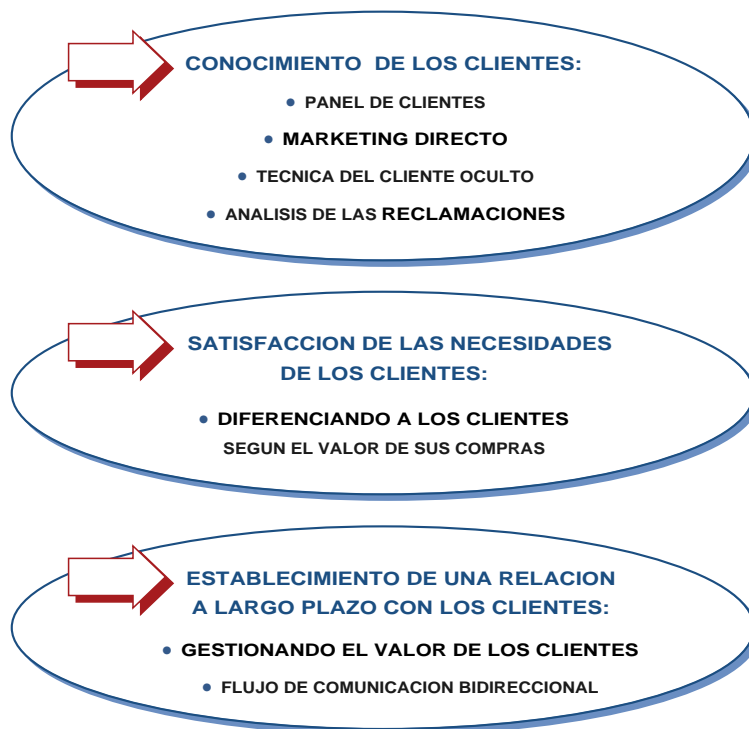 CONOCIMIENTO DE LOS CLIENTES:
• PANEL DE CLIENTES
• MARKETING DIRECTO
• TECNICA DEL CLIENTE OCULTO
• ANALISIS DE LAS RECLAMACIONES
SATISFACCION DE LAS NECESIDADES
DE LOS CLIENTES:
• DIFERENCIANDO A LOS CLIENTES
SEGUN EL VALOR DE SUS COMPRAS
ESTABLECIMIENTO DE UNA RELACION
A LARGO PLAZO CON LOS CLIENTES:
• GESTIONANDO EL VALOR DE LOS CLIENTES
• FLUJO DE COMUNICACION BIDIRECCIONAL